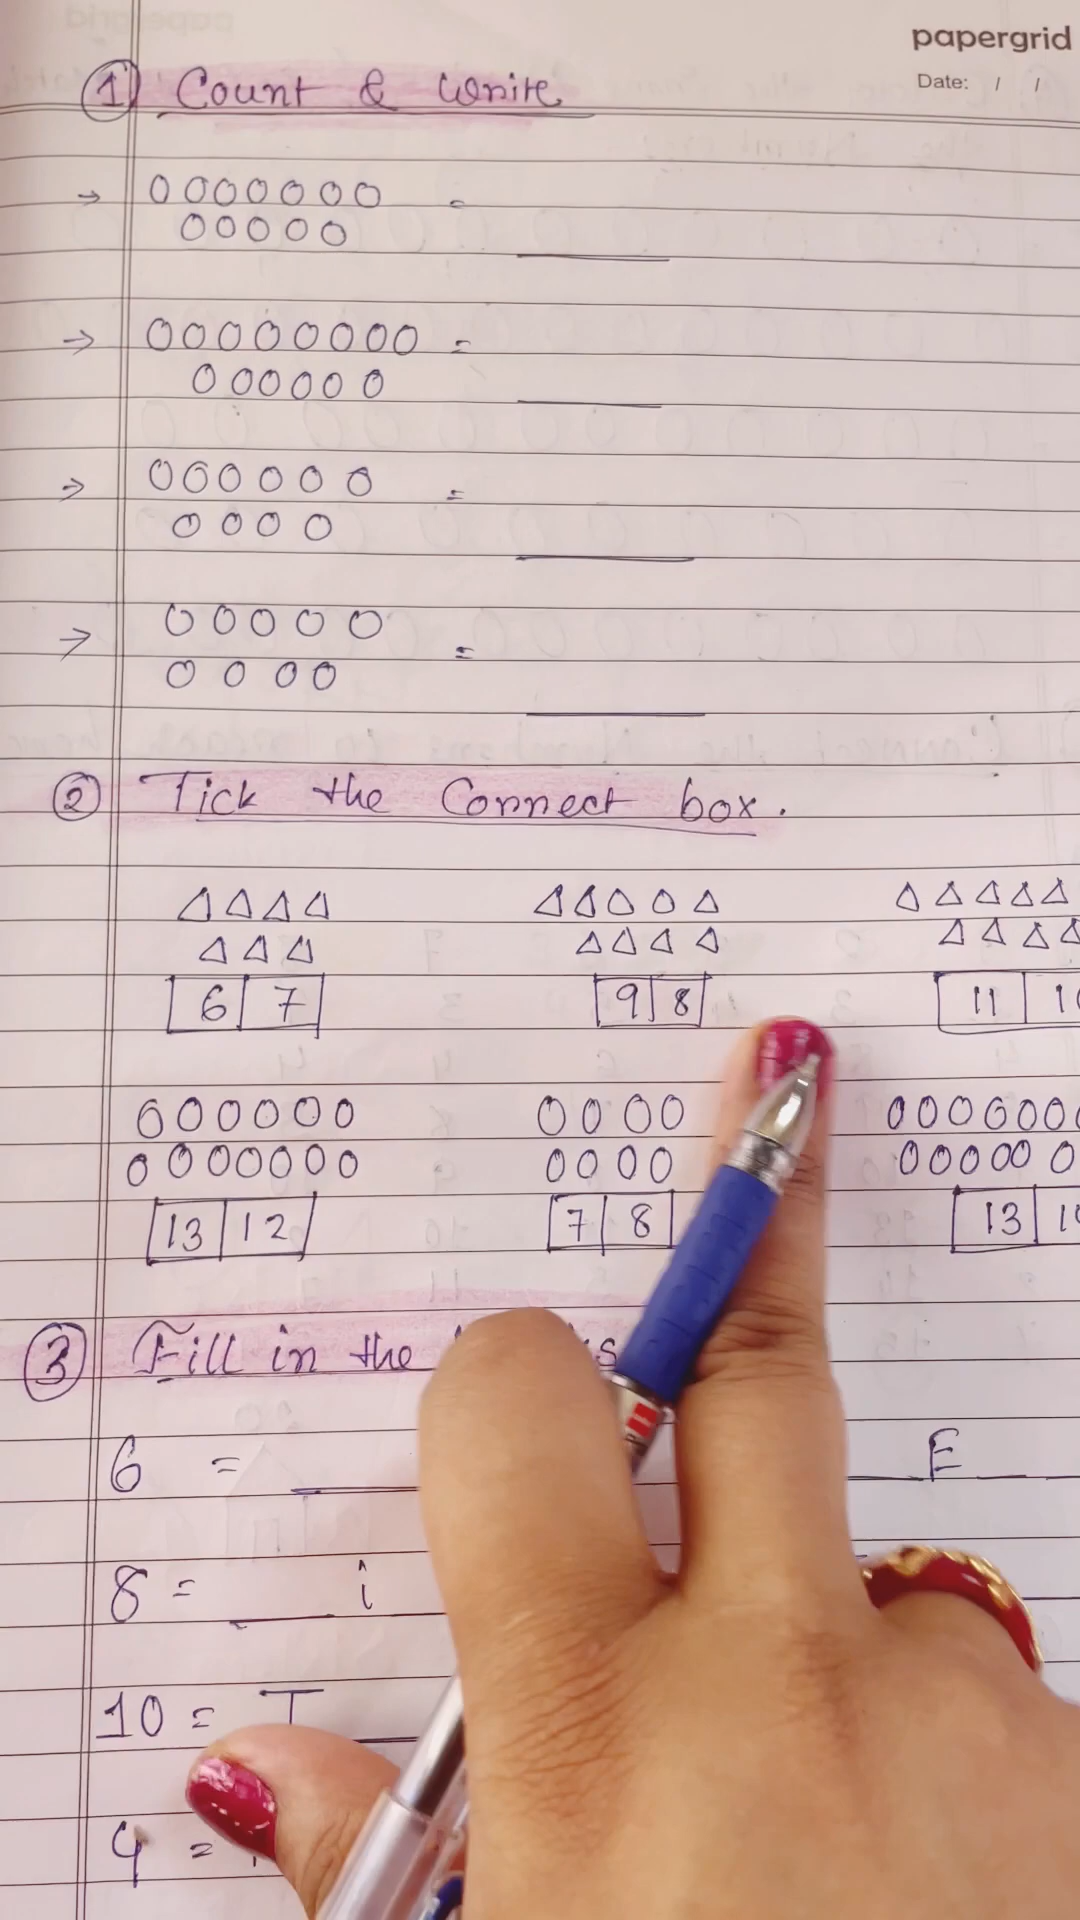 papergrid
Date: / /
1 Count & Write
→ =
→ =
→ =
→ =
2 Tick the Correct box.
6 7
9 8
11
13 12
7 8
13
3 Fill in the
6 = E
8 = i
10 = T
4 =